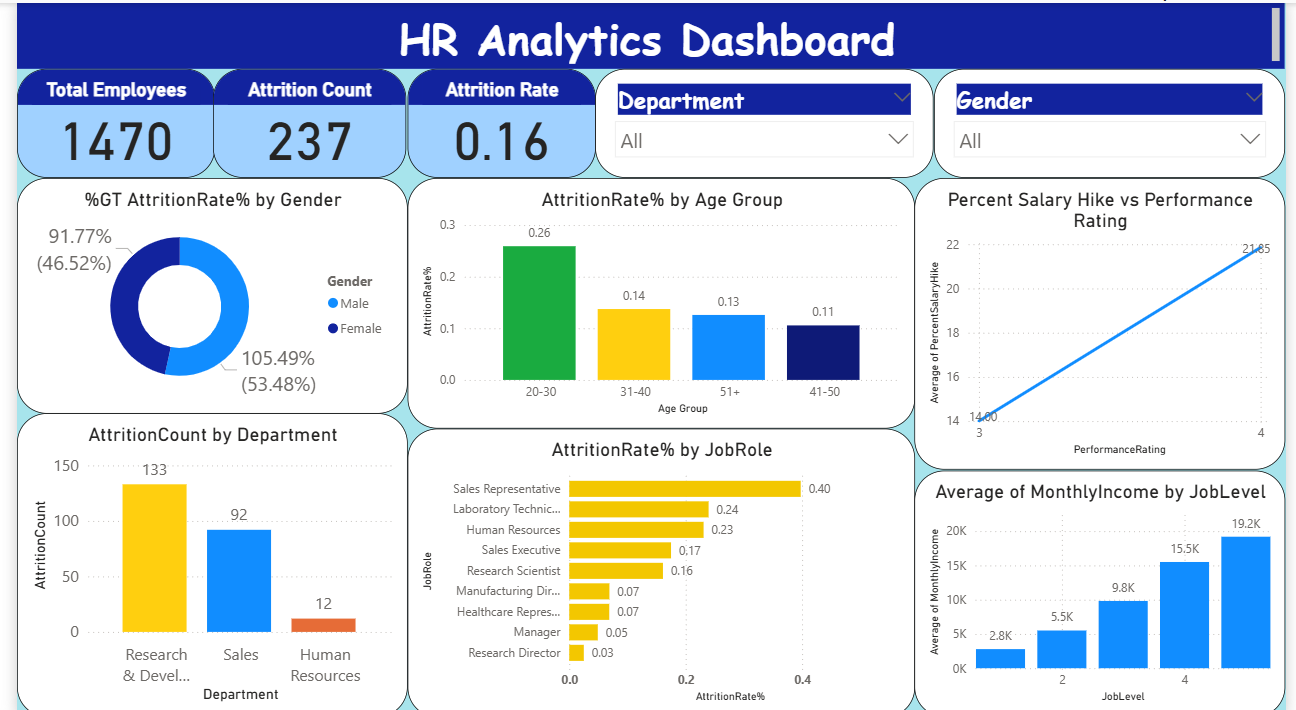 HR Analytics Dashboard
Total Employees
1470
Attrition Count
237
Attrition Rate
0.16
Department
All
Gender
All
%GT AttritionRate% by Gender
91.77%
(46.52%)
105.49%
(53.48%)
Gender
Male
Female
AttritionRate% by Age Group
AttritionRate%
0.3
0.2
0.1
0.0
0.26
0.14
0.13
0.11
20-30
31-40
51+
41-50
Age Group
Percent Salary Hike vs Performance
Rating
Average of PercentSalaryHike
22
20
18
16
14
21.85
14.00
3
4
PerformanceRating
AttritionCount by Department
AttritionCount
150
100
50
0
133
92
12
Research
& Devel...
Sales
Human
Resources
Department
AttritionRate% by JobRole
JobRole
Sales Representative 0.40
Laboratory Technic... 0.24
Human Resources 0.23
Sales Executive 0.17
Research Scientist 0.16
Manufacturing Dir... 0.07
Healthcare Repres... 0.07
Manager 0.05
Research Director 0.03
0.0 0.2 0.4
AttritionRate%
Average of MonthlyIncome by JobLevel
Average of MonthlyIncome
20K
15K
10K
5K
0K
2.8K
5.5K
9.8K
15.5K
19.2K
2
4
JobLevel